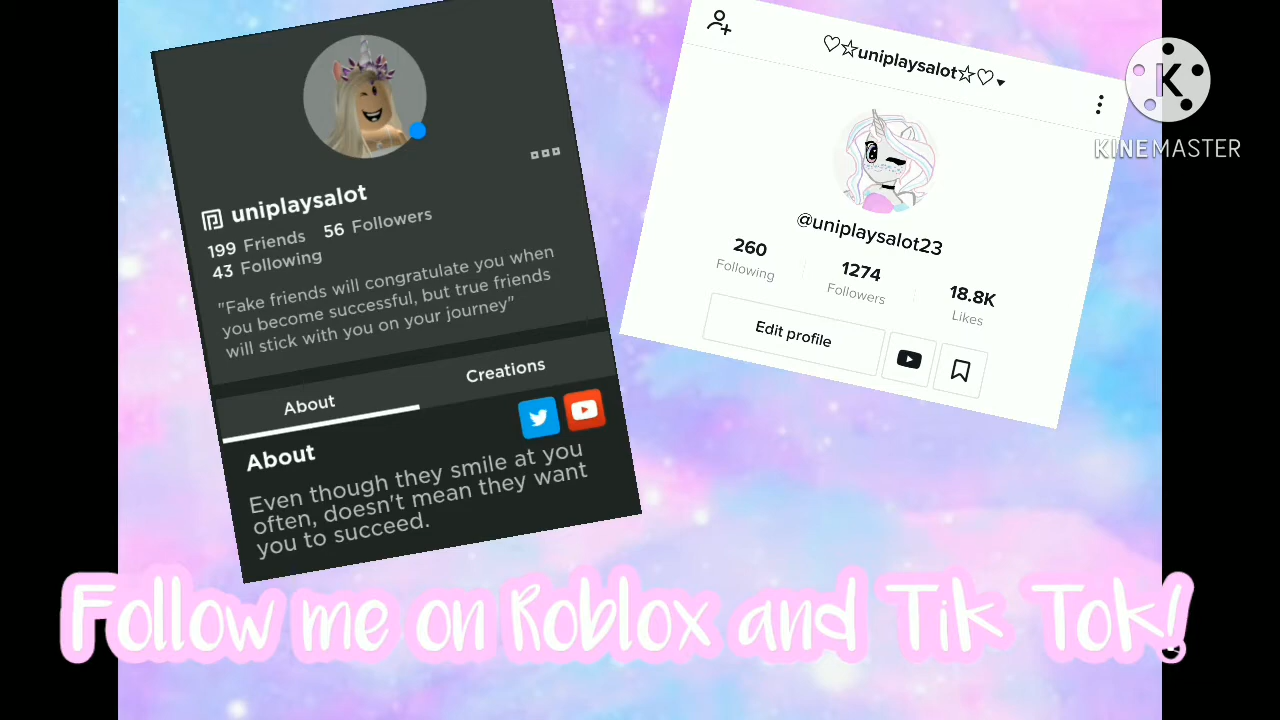 uniplaysalot
199 Friends 56 Followers
43 Following
"Fake friends will congratulate you when
you become successful, but true friends
will stick with you on your journey"
About
Creations
About
Even though they smile at you
often, doesn't mean they want
you to succeed.
♡☆uniplaysalot☆♡
@uniplaysalot23
260 1274 18.8K
Following Followers Likes
Edit profile
K
KINEMASTER
Follow me on Roblox and Tik Tok!